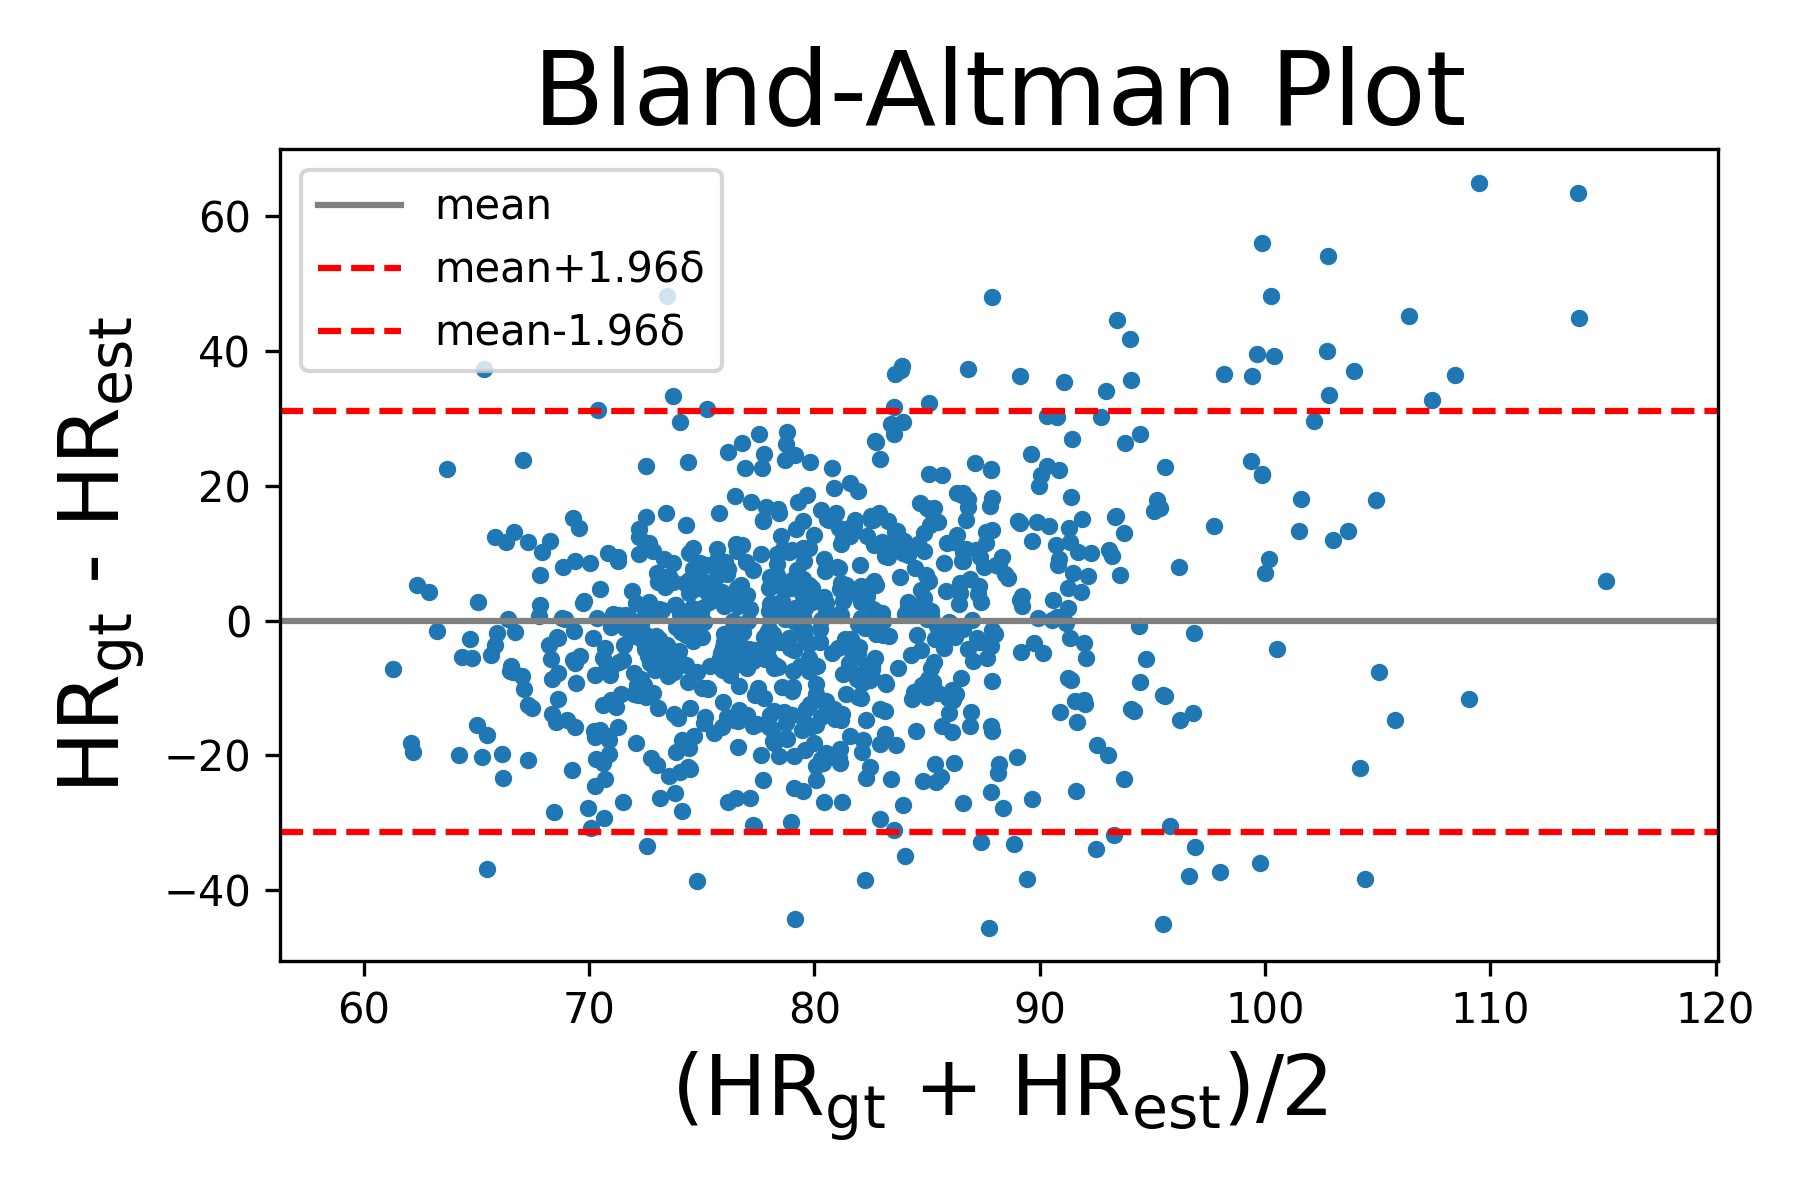 Bland-Altman Plot
mean
mean+1.96δ
mean-1.96δ
HRgt - HRest
60
40
20
0
−20
−40
60 70 80 90 100 110 120
(HRgt + HRest)/2